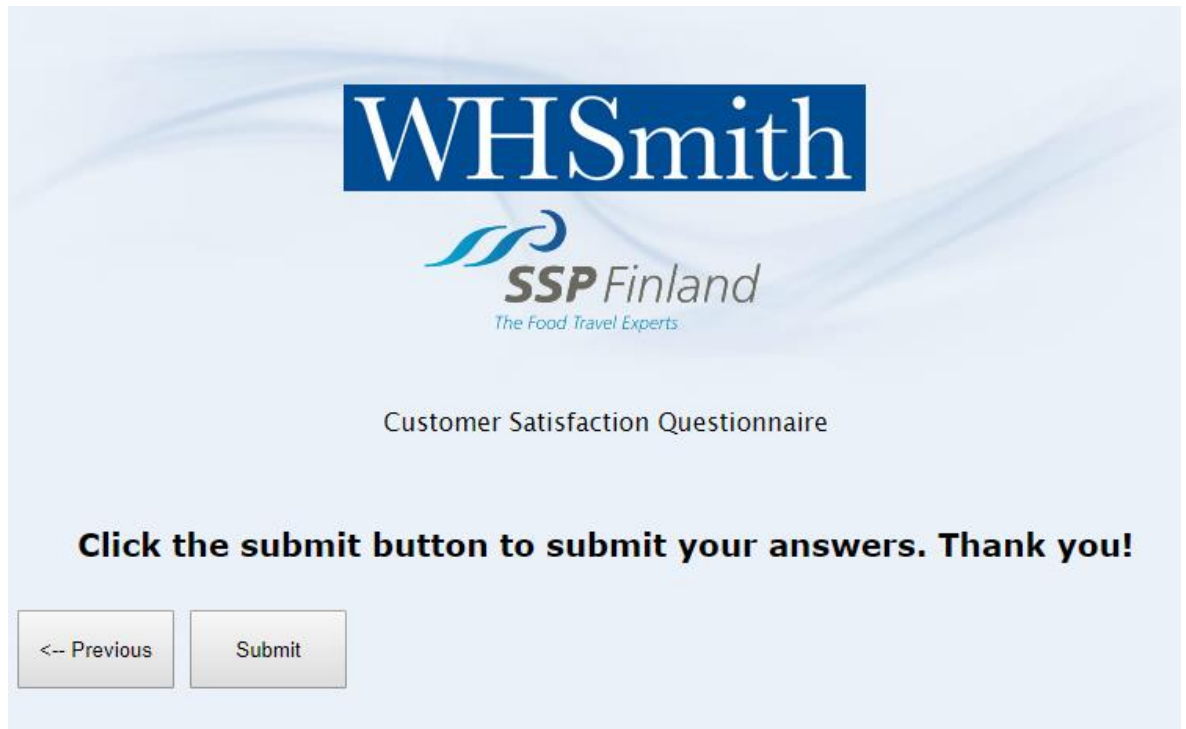 WHSmith
SSP Finland
The Food Travel Experts
Customer Satisfaction Questionnaire
Click the submit button to submit your answers. Thank you!
<-- Previous Submit